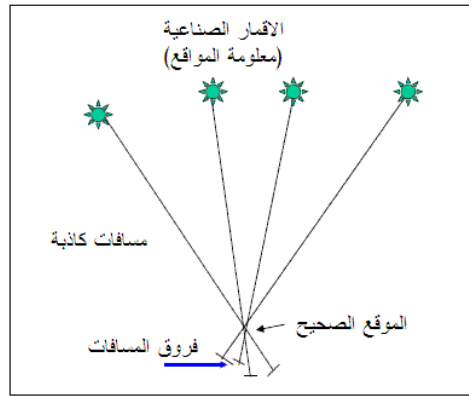 الاقمار الصناعية
(معلومة المواقع)
مسافات كاذبة
الموقع الصحيح
فروق المسافات